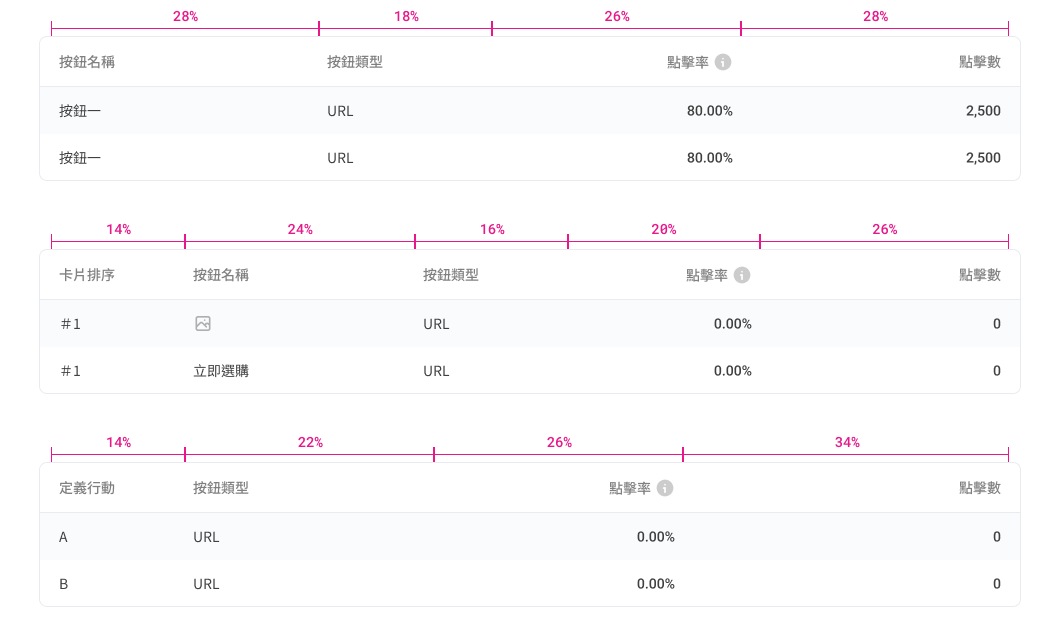 28% 18% 26% 28%
按鈕名稱 按鈕類型 點擊率 點擊數
按鈕一 URL 80.00% 2,500
按鈕一 URL 80.00% 2,500
14% 24% 16% 20% 26%
卡片排序 按鈕名稱 按鈕類型 點擊率 點擊數
＃1 URL 0.00% 0
＃1 立即選購 URL 0.00% 0
14% 22% 26% 34%
定義行動 按鈕類型 點擊率 點擊數
A URL 0.00% 0
B URL 0.00% 0